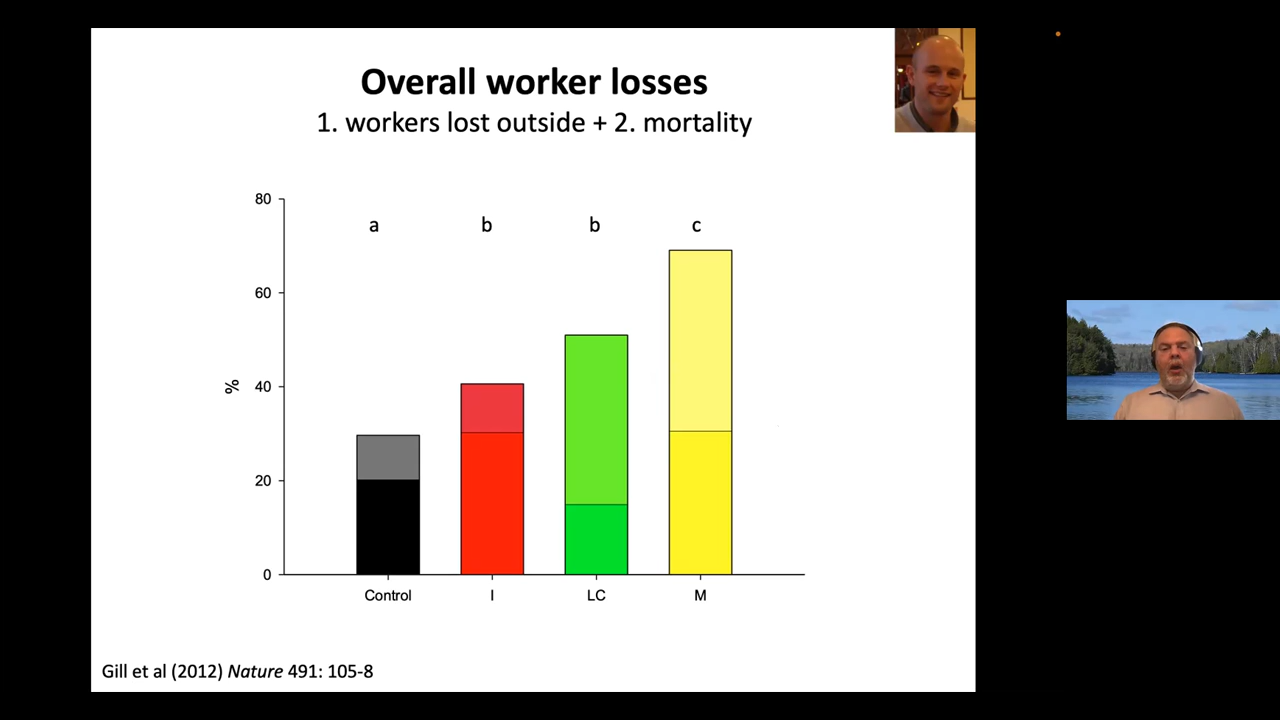 Overall worker losses
1. workers lost outside + 2. mortality
80
a
b
b
c
60
%
40
20
0
Control
I
LC
M
Gill et al (2012) Nature 491: 105-8